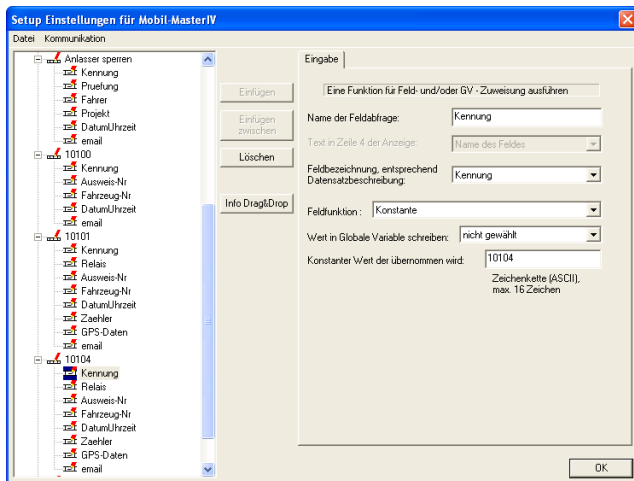 Setup Einstellungen für Mobil-MasterIV
Datei Kommunikation
Anlasser sperren
Kennung
Pruefung
Fahrer
Projekt
DatumUhrzeit
email
10100
Kennung
Ausweis-Nr
Fahrzeug-Nr
DatumUhrzeit
email
10101
Kennung
Relais
Ausweis-Nr
Fahrzeug-Nr
DatumUhrzeit
Zaehler
GPS-Daten
email
10104
Kennung
Relais
Ausweis-Nr
Fahrzeug-Nr
DatumUhrzeit
Zaehler
GPS-Daten
email
Einfügen
Einfügen
zwischen
Löschen
Info Drag&Drop
Eingabe
Eine Funktion für Feld- und/oder GV - Zuweisung ausführen
Name der Feldabfrage: Kennung
Text in Zeile 4 der Anzeige: Name des Feldes
Feldbezeichnung, entsprechend
Datensatzbeschreibung: Kennung
Feldfunktion : Konstante
Wert in Globale Variable schreiben: nicht gewählt
Konstanter Wert der übernommen wird: 10104
Zeichenkette (ASCII),
max. 16 Zeichen
OK